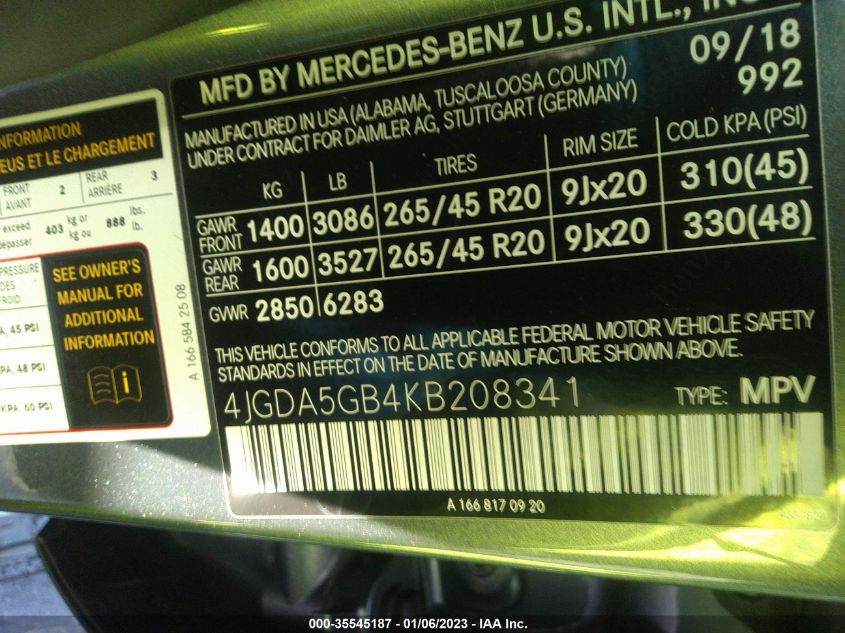 INFORMATION
EUS ET LE CHARGEMENT
FRONT 2 REAR 3
AVANT ARRIÈRE
exceed 403 kg or 888 lbs.
dépasser kg ou lb.
PRESSURE
DES
FROID
A, 45 PSI
PA, 48 PSI
KPA, 60 PSI
SEE OWNER'S
MANUAL FOR
ADDITIONAL
INFORMATION
A 166 584 25 08
MFD BY MERCEDES-BENZ U.S. INTL., INC
09/18
992
MANUFACTURED IN USA (ALABAMA, TUSCALOOSA COUNTY)
UNDER CONTRACT FOR DAIMLER AG, STUTTGART (GERMANY)
KG LB TIRES RIM SIZE COLD KPA (PSI)
GAWR FRONT 1400 3086 265/45 R20 9Jx20 310(45)
GAWR REAR 1600 3527 265/45 R20 9Jx20 330(48)
GVWR 2850 6283
THIS VEHICLE CONFORMS TO ALL APPLICABLE FEDERAL MOTOR VEHICLE SAFETY
STANDARDS IN EFFECT ON THE DATE OF MANUFACTURE SHOWN ABOVE.
4JGDA5GB4KB208341 TYPE: MPV
A 166 817 09 20
000-35545187 - 01/06/2023 - IAA Inc.